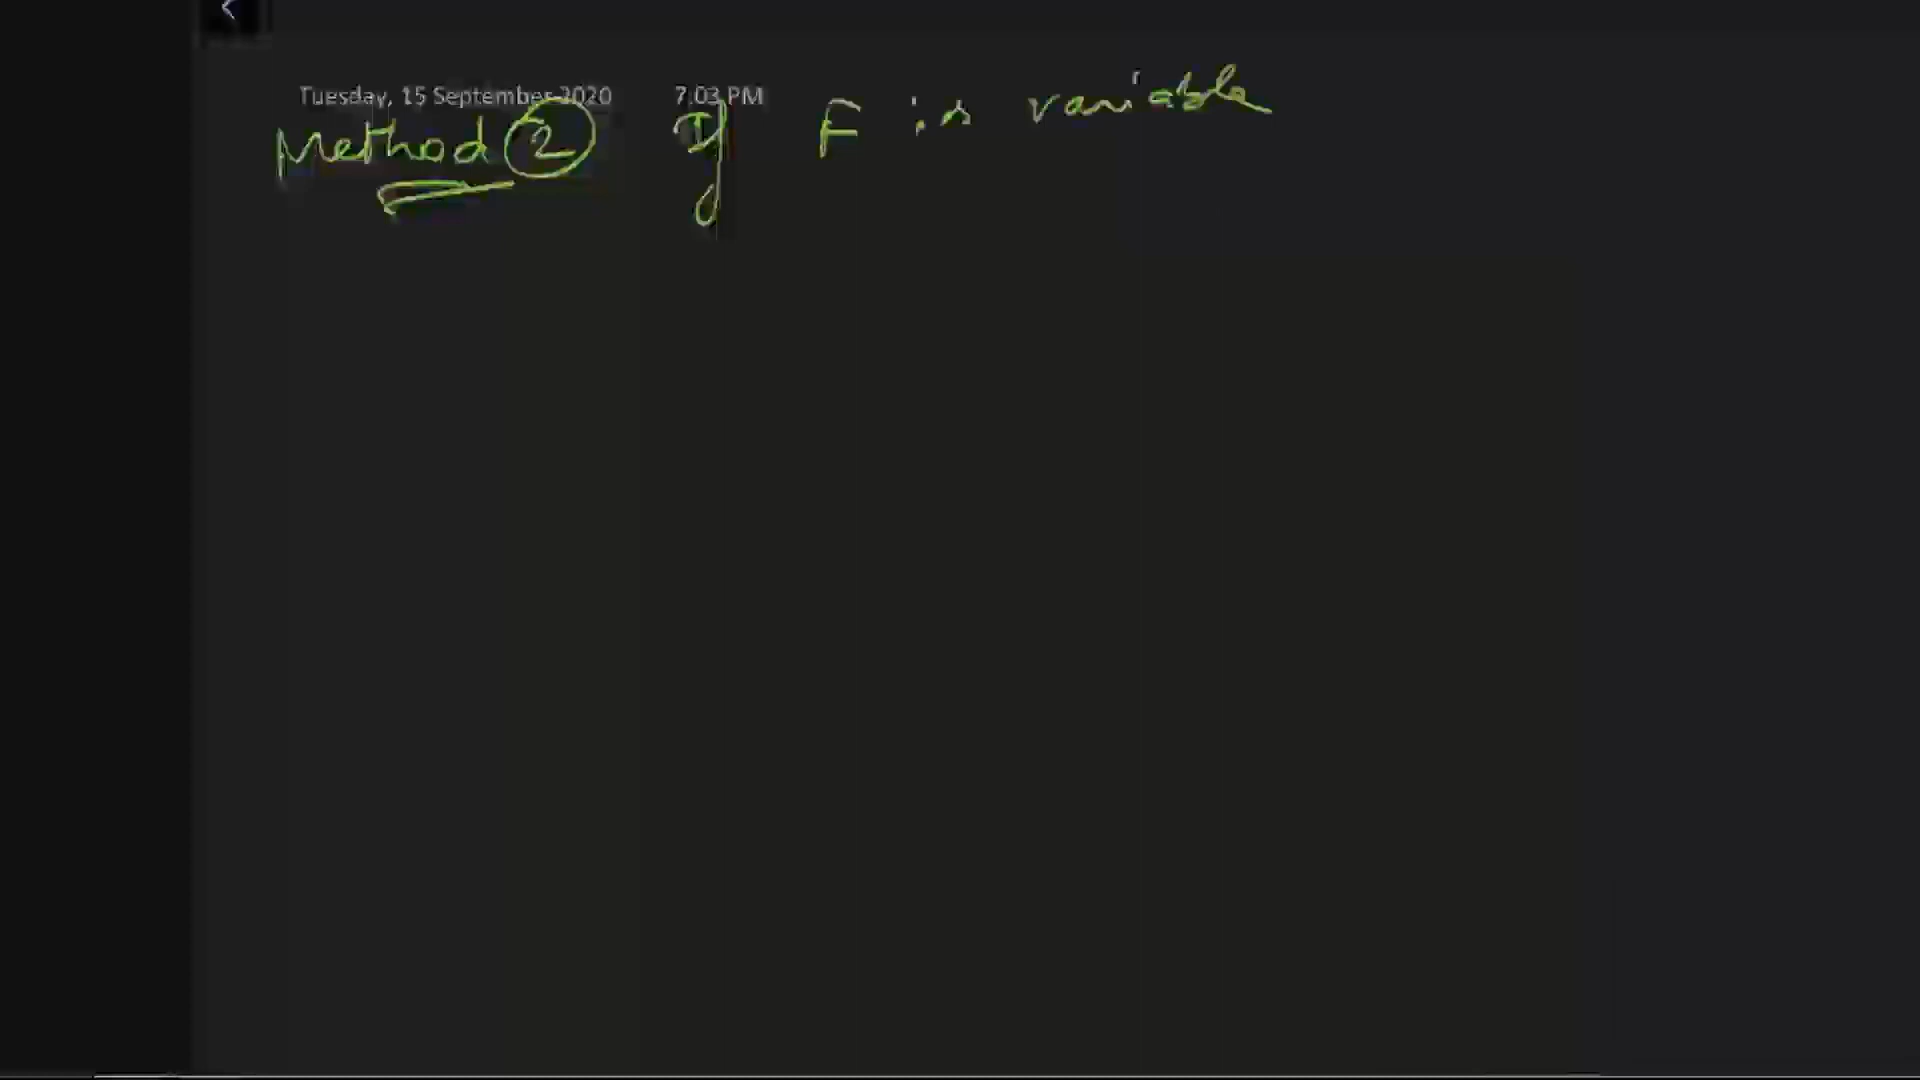 Tuesday, 15 September 2020 7:03 PM
Method 2 If F is variable